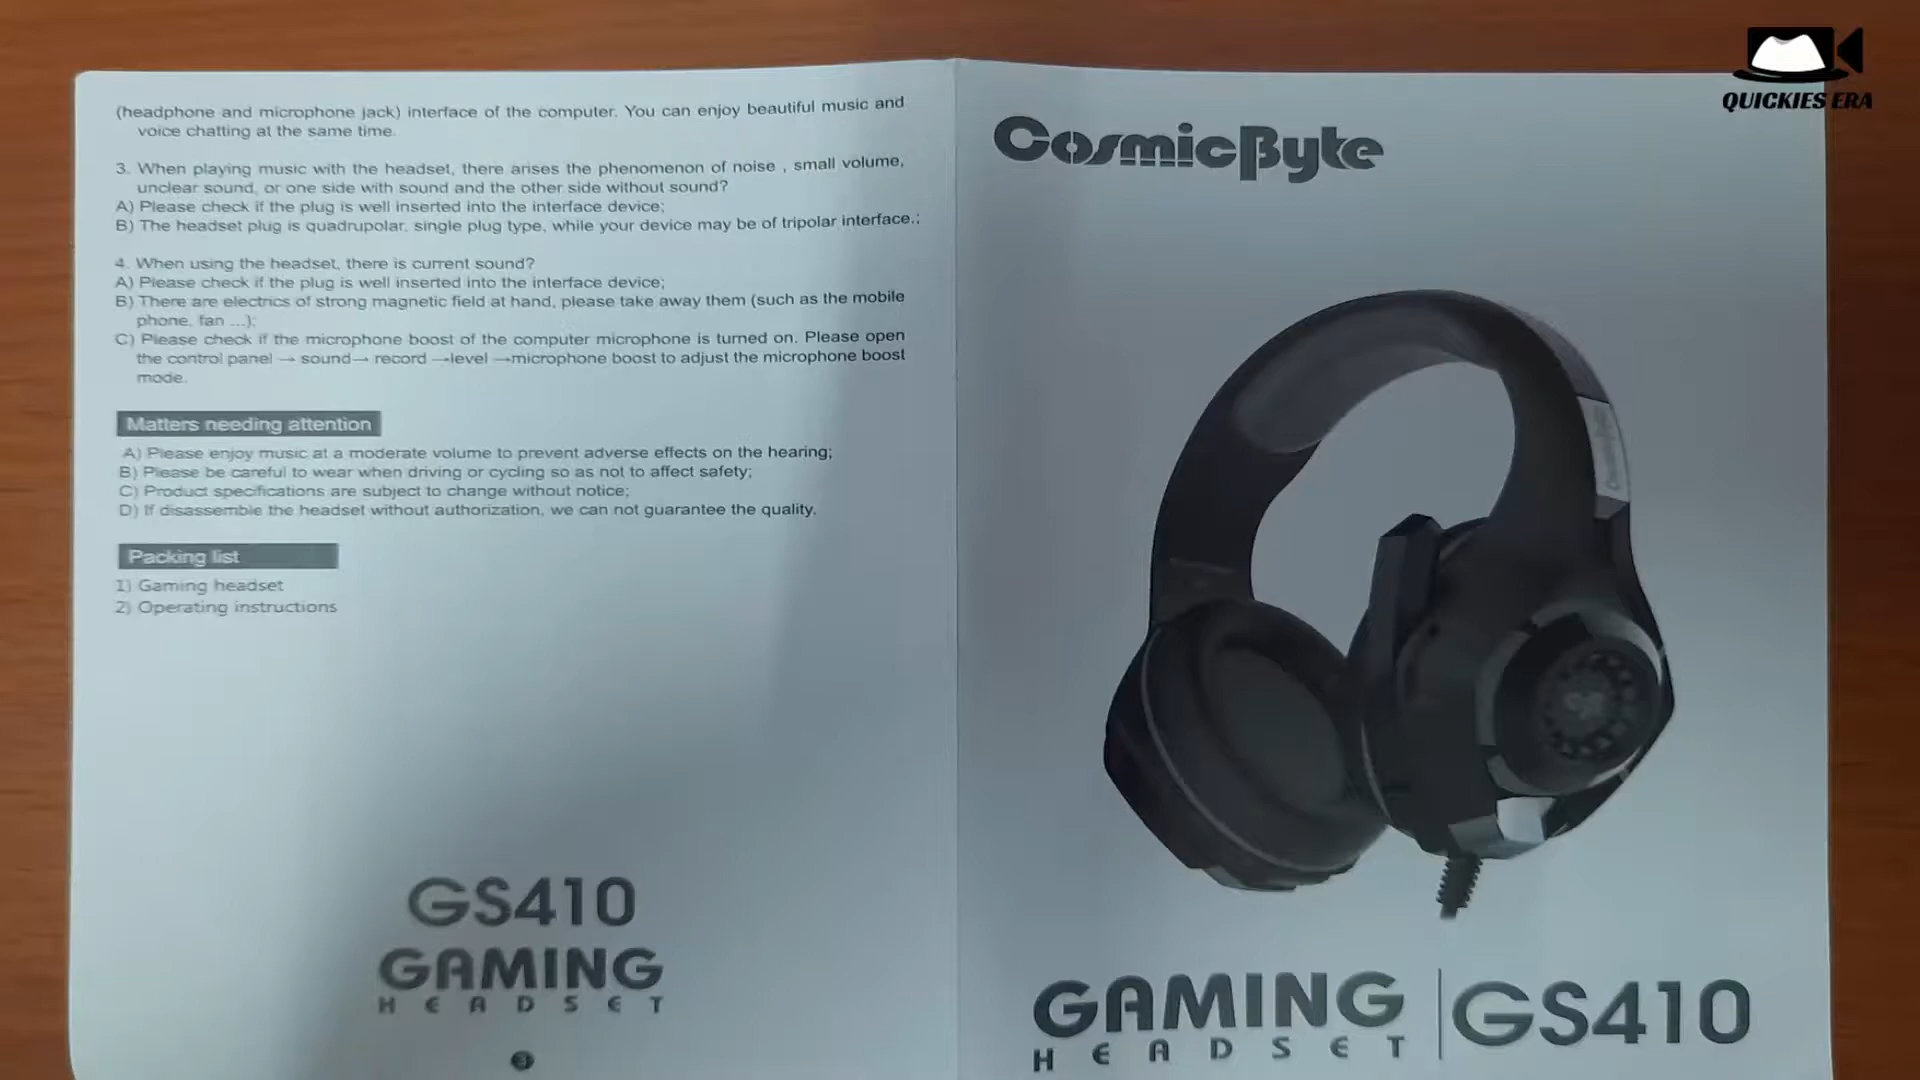 (headphone and microphone jack) interface of the computer. You can enjoy beautiful music and
voice chatting at the same time.
3. When playing music with the headset, there arises the phenomenon of noise , small volume,
unclear sound, or one side with sound and the other side without sound?
A) Please check if the plug is well inserted into the interface device;
B) The headset plug is quadrupolar, single plug type, while your device may be of tripolar interface.;
4. When using the headset, there is current sound?
A) Please check if the plug is well inserted into the interface device;
B) There are electrics of strong magnetic field at hand, please take away them (such as the mobile
phone, fan ...);
C) Please check if the microphone boost of the computer microphone is turned on. Please open
the control panel → sound→ record →level →microphone boost to adjust the microphone boost
mode.
Matters needing attention
A) Please enjoy music at a moderate volume to prevent adverse effects on the hearing;
B) Please be careful to wear when driving or cycling so as not to affect safety;
C) Product specifications are subject to change without notice;
D) If disassemble the headset without authorization, we can not guarantee the quality.
Packing list
1) Gaming headset
2) Operating instructions
GS410
GAMING
HEADSET
3
CosmicByte
GAMING
HEADSET
GS410
QUICKIES ERA